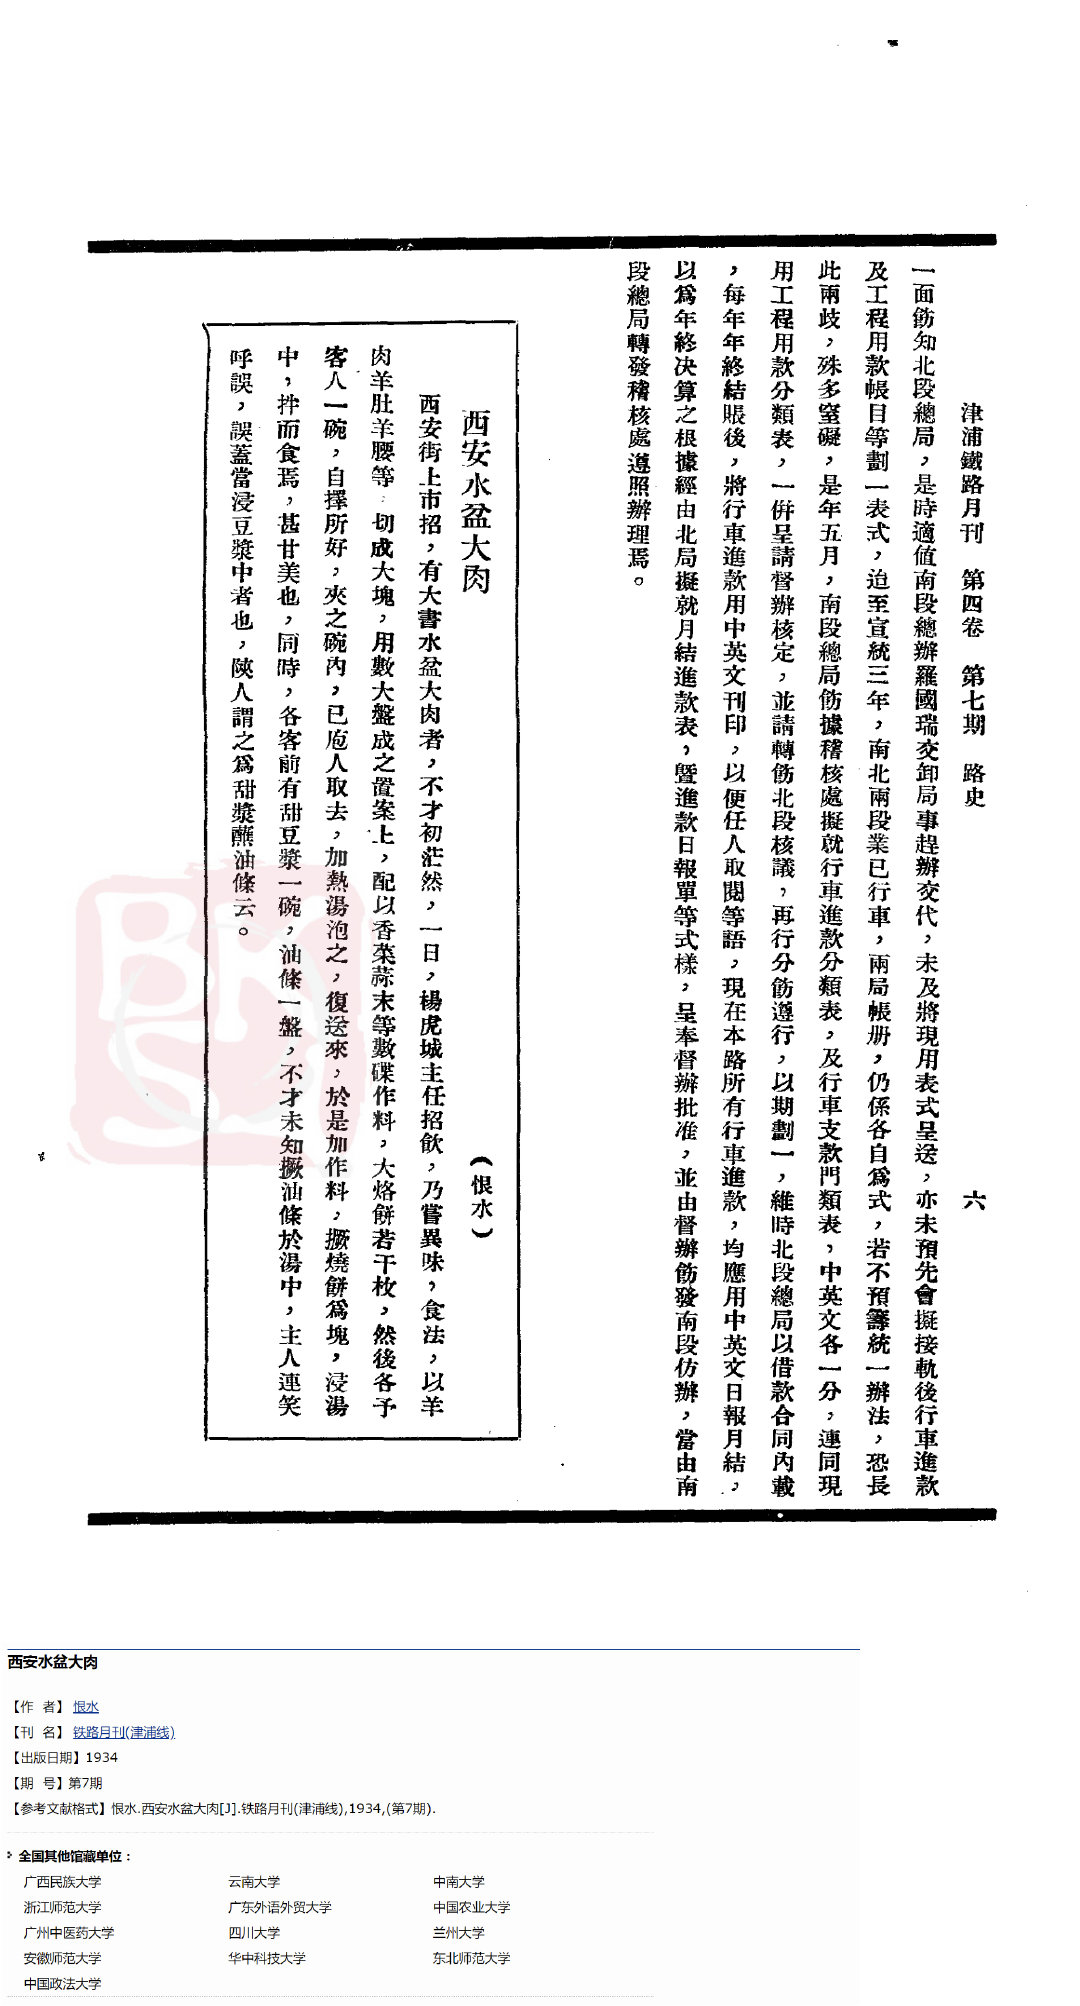 津浦鐵路月刊 第四卷 第七期 路史 六
一面飭知北段總局，是時適值南段總辦羅國瑞交卸局事趕辦交代，未及將現用表式呈送，亦未預先會擬接軌後行車進款
及工程用款帳目等劃一表式，迨至宣統三年，南北兩段業已行車，兩局帳册，仍係各自爲式，若不預籌統一辦法，恐長
此兩歧，殊多窒礙，是年五月，南段總局飭據稽核處擬就行車進款分類表，及行車支款門類表，中英文各一分，連同現
用工程用款分類表，一倂呈請督辦核定，並請轉飭北段核議，再行分飭遵行，以期劃一，維時北段總局以借款合同內載
，每年年終結賬後，將行車進款用中英文刊印，以便任人取閱等語，現在本路所有行車進款，均應用中英文日報月結，
以爲年終决算之根據經由北局擬就月結進款表，暨進款日報單等式樣，呈奉督辦批准，並由督辦飭發南段仿辦，當由南
段總局轉發稽核處遵照辦理焉。
西安水盆大肉 （恨水）
西安街上市招，有大書水盆大肉者，不才初茫然，一日，楊虎城主任招飲，乃嘗異味，食法，以羊
肉羊肚羊腰等 切成大塊，用數大盤成之置案上，配以香菜蒜末等數碟作料，大烙餅若干枚，然後各予
客人一碗，自擇所好，夾之碗內，已庖人取去，加熱湯泡之，復送來，於是加作料，撅燒餅爲塊，浸湯
中，拌而食焉，甚甘美也，同時，各客前有甜豆漿一碗，油條一盤，不才未知撅油條於湯中，主人連笑
呼誤，誤蓋當浸豆漿中者也，陝人謂之爲甜漿蘸油條云。
西安水盆大肉
【作 者】 恨水
【刊 名】 铁路月刊(津浦线)
【出版日期】1934
【期 号】第7期
【参考文献格式】恨水.西安水盆大肉[J].铁路月刊(津浦线),1934,(第7期).
全国其他馆藏单位：
广西民族大学 云南大学 中南大学
浙江师范大学 广东外语外贸大学 中国农业大学
广州中医药大学 四川大学 兰州大学
安徽师范大学 华中科技大学 东北师范大学
中国政法大学